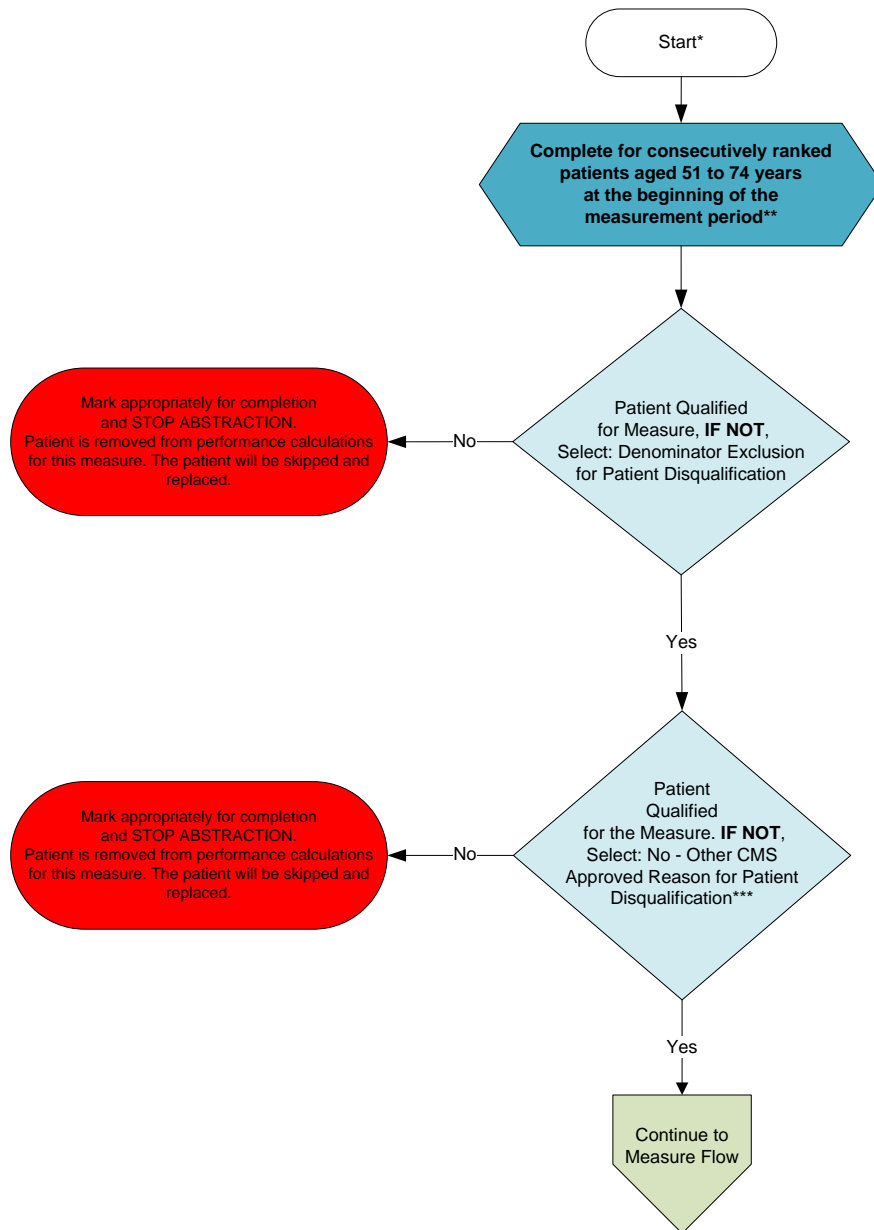 Start*
Complete for consecutively ranked
patients aged 51 to 74 years
at the beginning of the
measurement period**
Mark appropriately for completion
and STOP ABSTRACTION.
Patient is removed from performance calculations
for this measure. The patient will be skipped and
replaced.
No
Patient Qualified
for Measure, IF NOT,
Select: Denominator Exclusion
for Patient Disqualification
Yes
Mark appropriately for completion
and STOP ABSTRACTION.
Patient is removed from performance calculations
for this measure. The patient will be skipped and
replaced.
No
Patient
Qualified
for the Measure. IF NOT,
Select: No - Other CMS
Approved Reason for Patient
Disqualification***
Yes
Continue to
Measure Flow